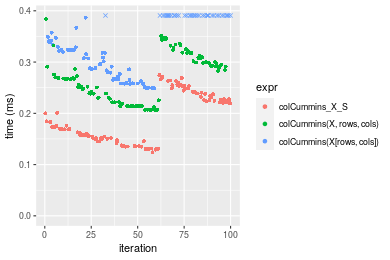 0.4
0.3
0.2
0.1
0.0
time (ms)
0
25
50
75
100
iteration
expr
colCummins_X_S
colCummins(X, rows, cols)
colCummins(X[rows, cols])